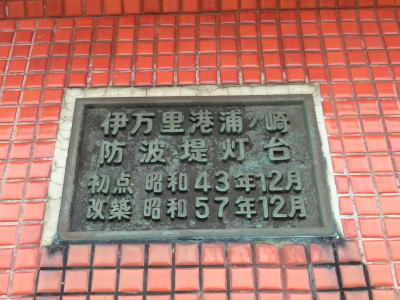 伊万里港浦ノ崎
防波堤灯台
初点 昭和43年12月
改築 昭和57年12月